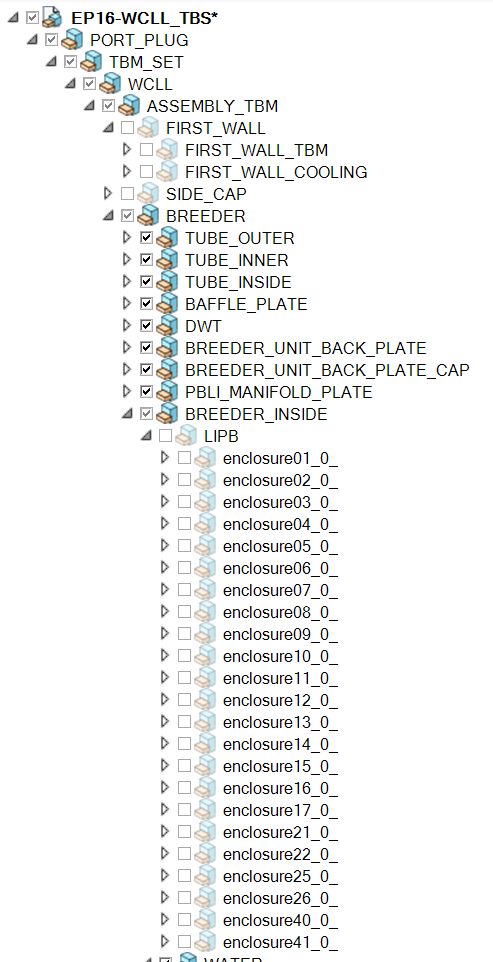 EP16-WCLL_TBS*
PORT_PLUG
TBM_SET
WCLL
ASSEMBLY_TBM
FIRST_WALL
FIRST_WALL_TBM
FIRST_WALL_COOLING
SIDE_CAP
BREEDER
TUBE_OUTER
TUBE_INNER
TUBE_INSIDE
BAFFLE_PLATE
DWT
BREEDER_UNIT_BACK_PLATE
BREEDER_UNIT_BACK_PLATE_CAP
PBLI_MANIFOLD_PLATE
BREEDER_INSIDE
LIPB
enclosure01_0_
enclosure02_0_
enclosure03_0_
enclosure04_0_
enclosure05_0_
enclosure06_0_
enclosure07_0_
enclosure08_0_
enclosure09_0_
enclosure10_0_
enclosure11_0_
enclosure12_0_
enclosure13_0_
enclosure14_0_
enclosure15_0_
enclosure16_0_
enclosure17_0_
enclosure21_0_
enclosure22_0_
enclosure25_0_
enclosure26_0_
enclosure40_0_
enclosure41_0_
WATER